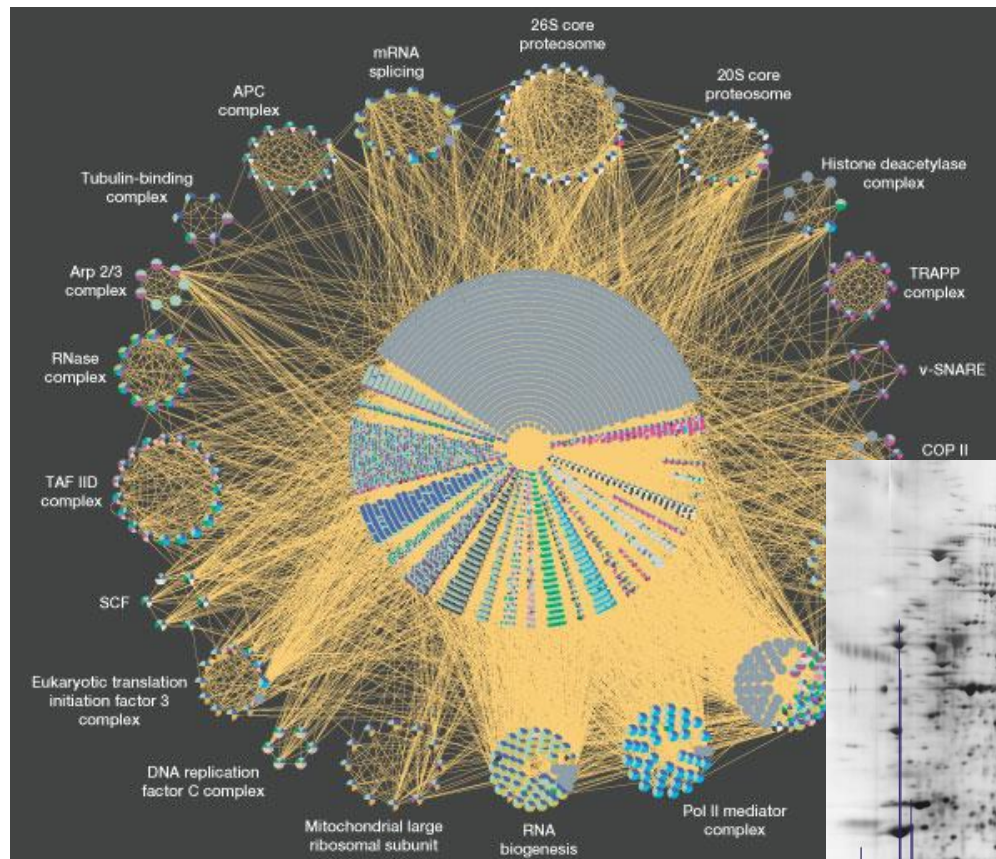 26S core
proteosome
mRNA
splicing
20S core
proteosome
APC
complex
Histone deacetylase
complex
Tubulin-binding
complex
Arp 2/3
complex
TRAPP
complex
RNase
complex
v-SNARE
COP II
TAF IID
complex
SCF
Eukaryotic translation
initiation factor 3
complex
DNA replication
factor C complex
Mitochondrial large
ribosomal subunit
RNA
biogenesis
Pol II mediator
complex